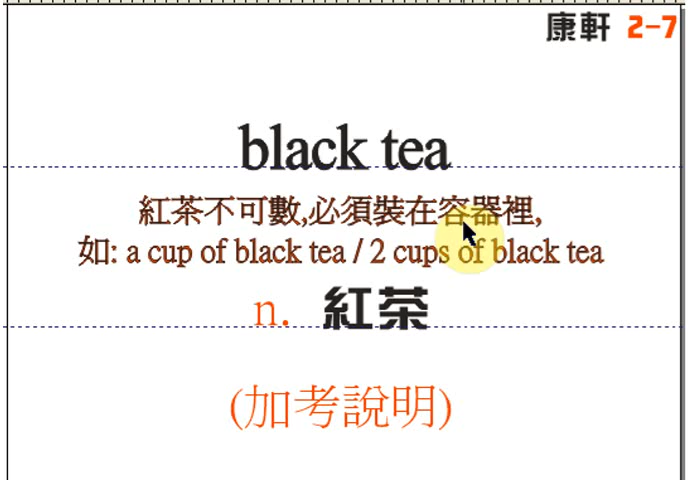 康軒 2-7
black tea
紅茶不可數,必須裝在容器裡,
如: a cup of black tea / 2 cups of black tea
n. 紅茶
(加考說明)